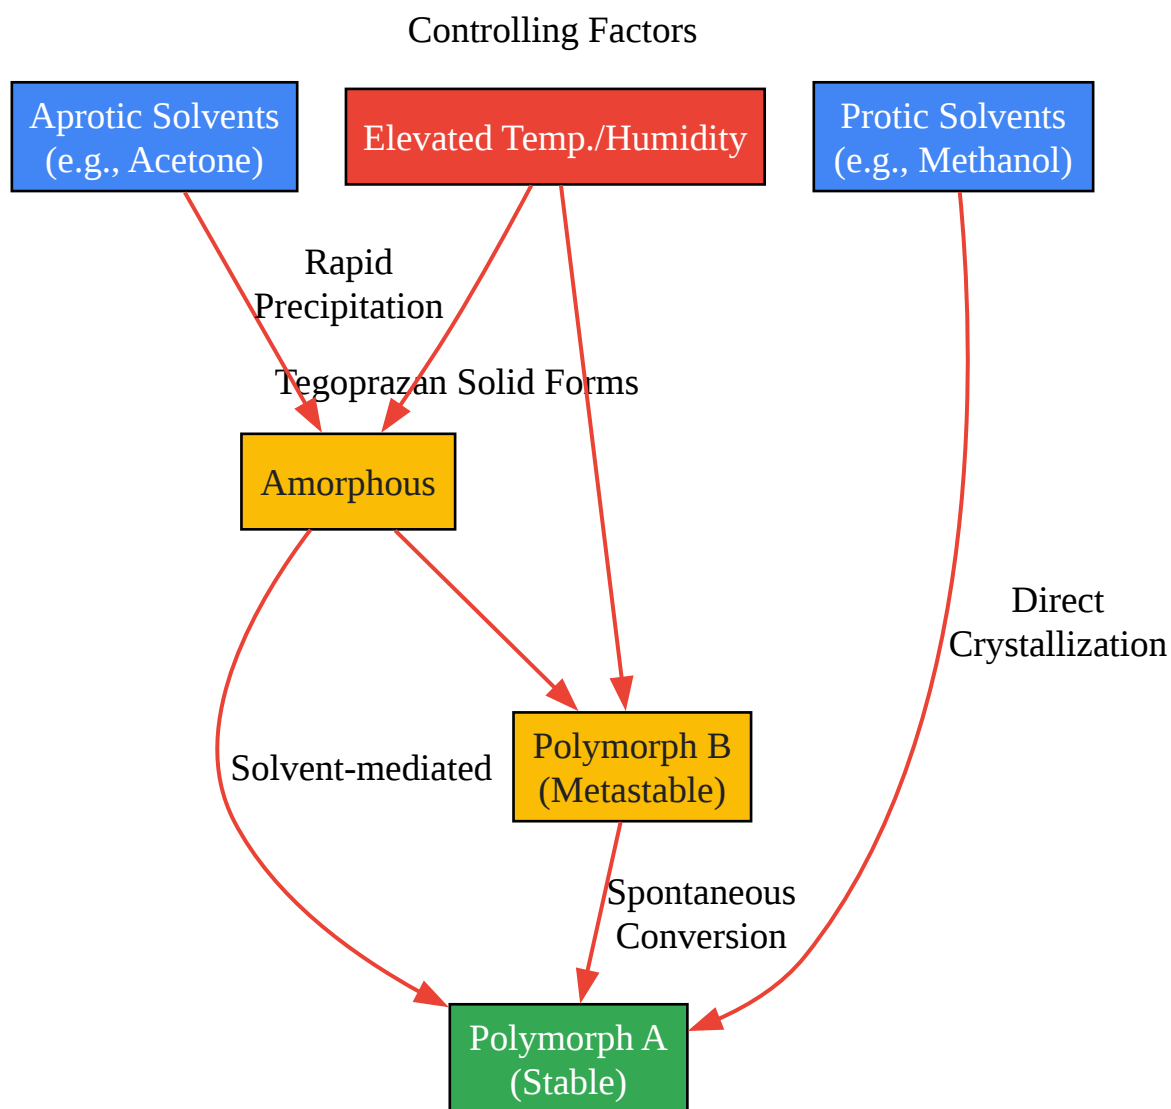 Controlling Factors
Aprotic Solvents
(e.g., Acetone)
Elevated Temp./Humidity
Protic Solvents
(e.g., Methanol)
Rapid
Precipitation
Tegoprazan Solid Forms
Amorphous
Direct
Crystallization
Polymorph B
(Metastable)
Solvent-mediated
Spontaneous
Conversion
Polymorph A
(Stable)